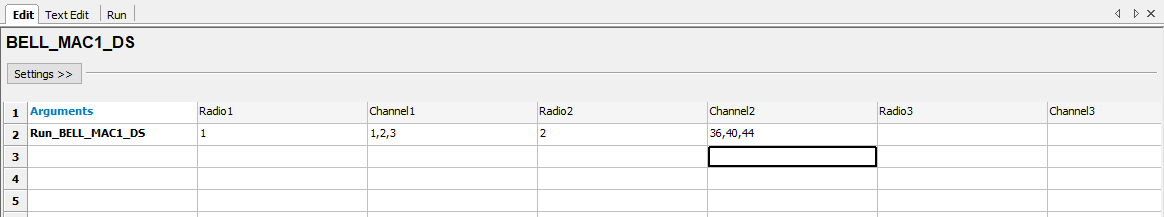 Edit Text Edit Run
BELL_MAC1_DS
Settings >>
1 Arguments Radio1 Channel1 Radio2 Channel2 Radio3 Channel3
2 Run_BELL_MAC1_DS 1 1,2,3 2 36,40,44
3
4
5